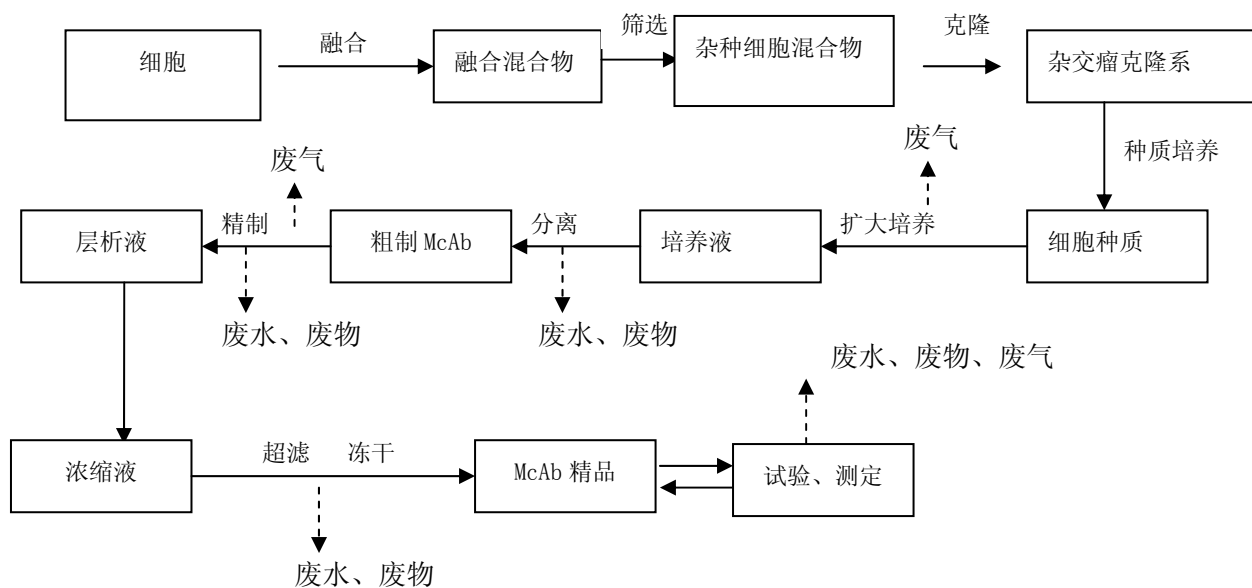 细胞
融合
融合混合物
筛选
杂种细胞混合物
克隆
杂交瘤克隆系
种质培养
细胞种质
扩大培养
废气
培养液
分离
废水、废物
粗制 McAb
精制
废气
废水、废物
层析液
浓缩液
超滤 冻干
废水、废物
McAb 精品
试验、测定
废水、废物、废气